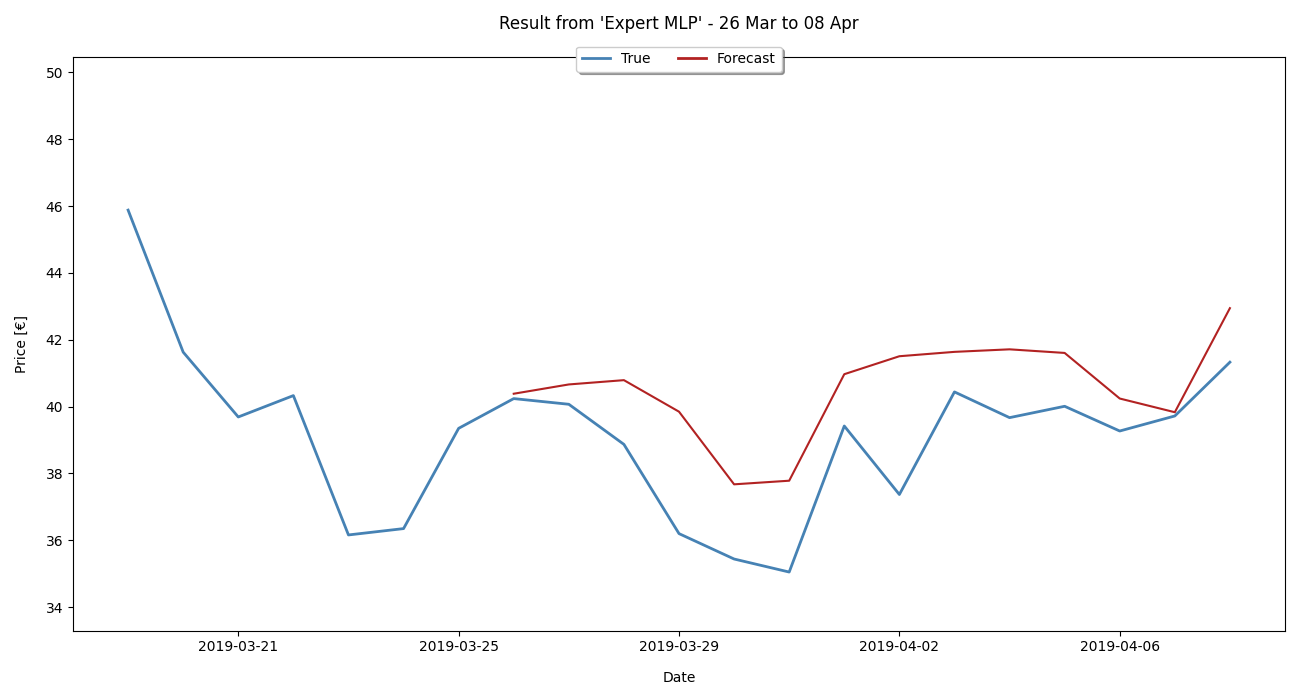 Result from 'Expert MLP' - 26 Mar to 08 Apr
True Forecast
50
48
46
44
42
40
38
36
34
Price [€]
2019-03-21 2019-03-25 2019-03-29 2019-04-02 2019-04-06
Date